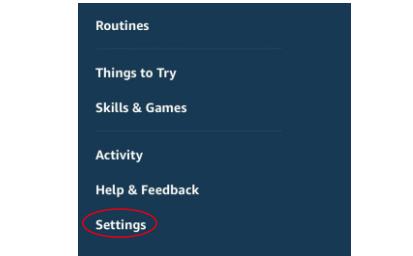 Routines
Things to Try
Skills & Games
Activity
Help & Feedback
Settings